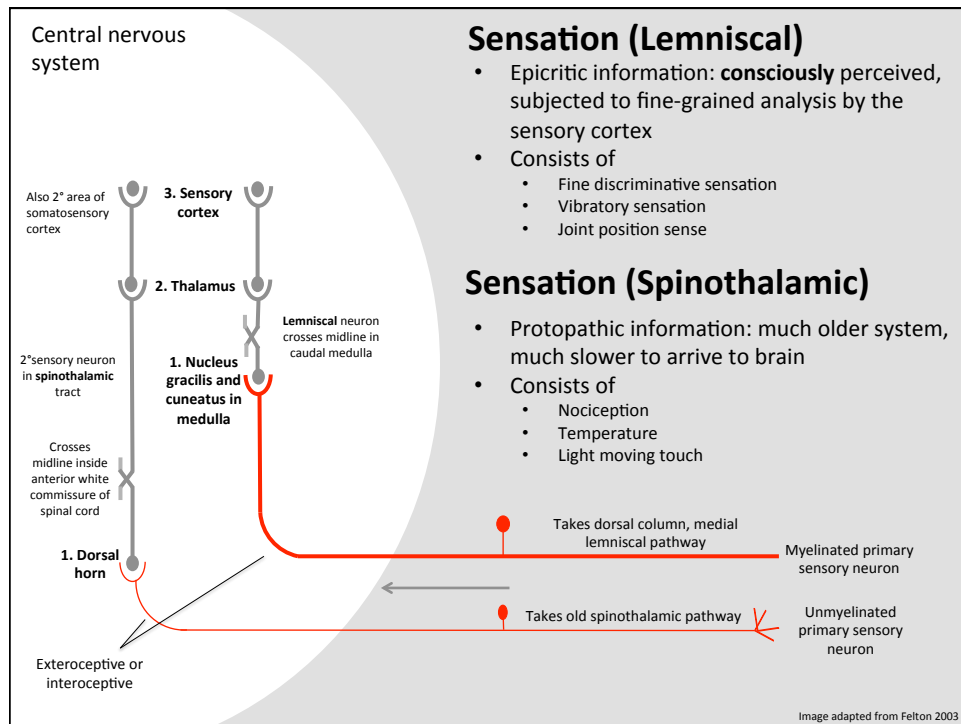 Central nervous
system
Sensation (Lemniscal)
• Epicritic information: consciously perceived,
subjected to fine-grained analysis by the
sensory cortex
• Consists of
• Fine discriminative sensation
• Vibratory sensation
• Joint position sense
Sensation (Spinothalamic)
• Protopathic information: much older system,
much slower to arrive to brain
• Consists of
• Nociception
• Temperature
• Light moving touch
Also 2° area of
somatosensory
cortex
3. Sensory
cortex
2. Thalamus
Lemniscal neuron
crosses midline in
caudal medulla
2°sensory neuron
in spinothalamic
tract
1. Nucleus
gracilis and
cuneatus in
medulla
Crosses
midline inside
anterior white
commissure of
spinal cord
1. Dorsal
horn
Takes dorsal column, medial
lemniscal pathway
Myelinated primary
sensory neuron
Takes old spinothalamic pathway
Unmyelinated
primary sensory
neuron
Exteroceptive or
interoceptive
Image adapted from Felton 2003